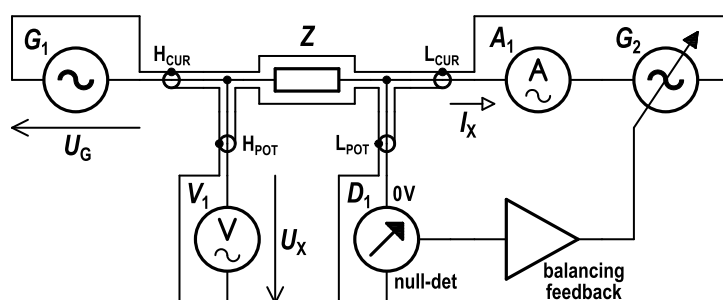 G1
HCUR
Z
LCUR
A1
G2
A
IX
UG
HPOT
LPOT
V1
D1
0V
V
UX
null-det
balancing
feedback